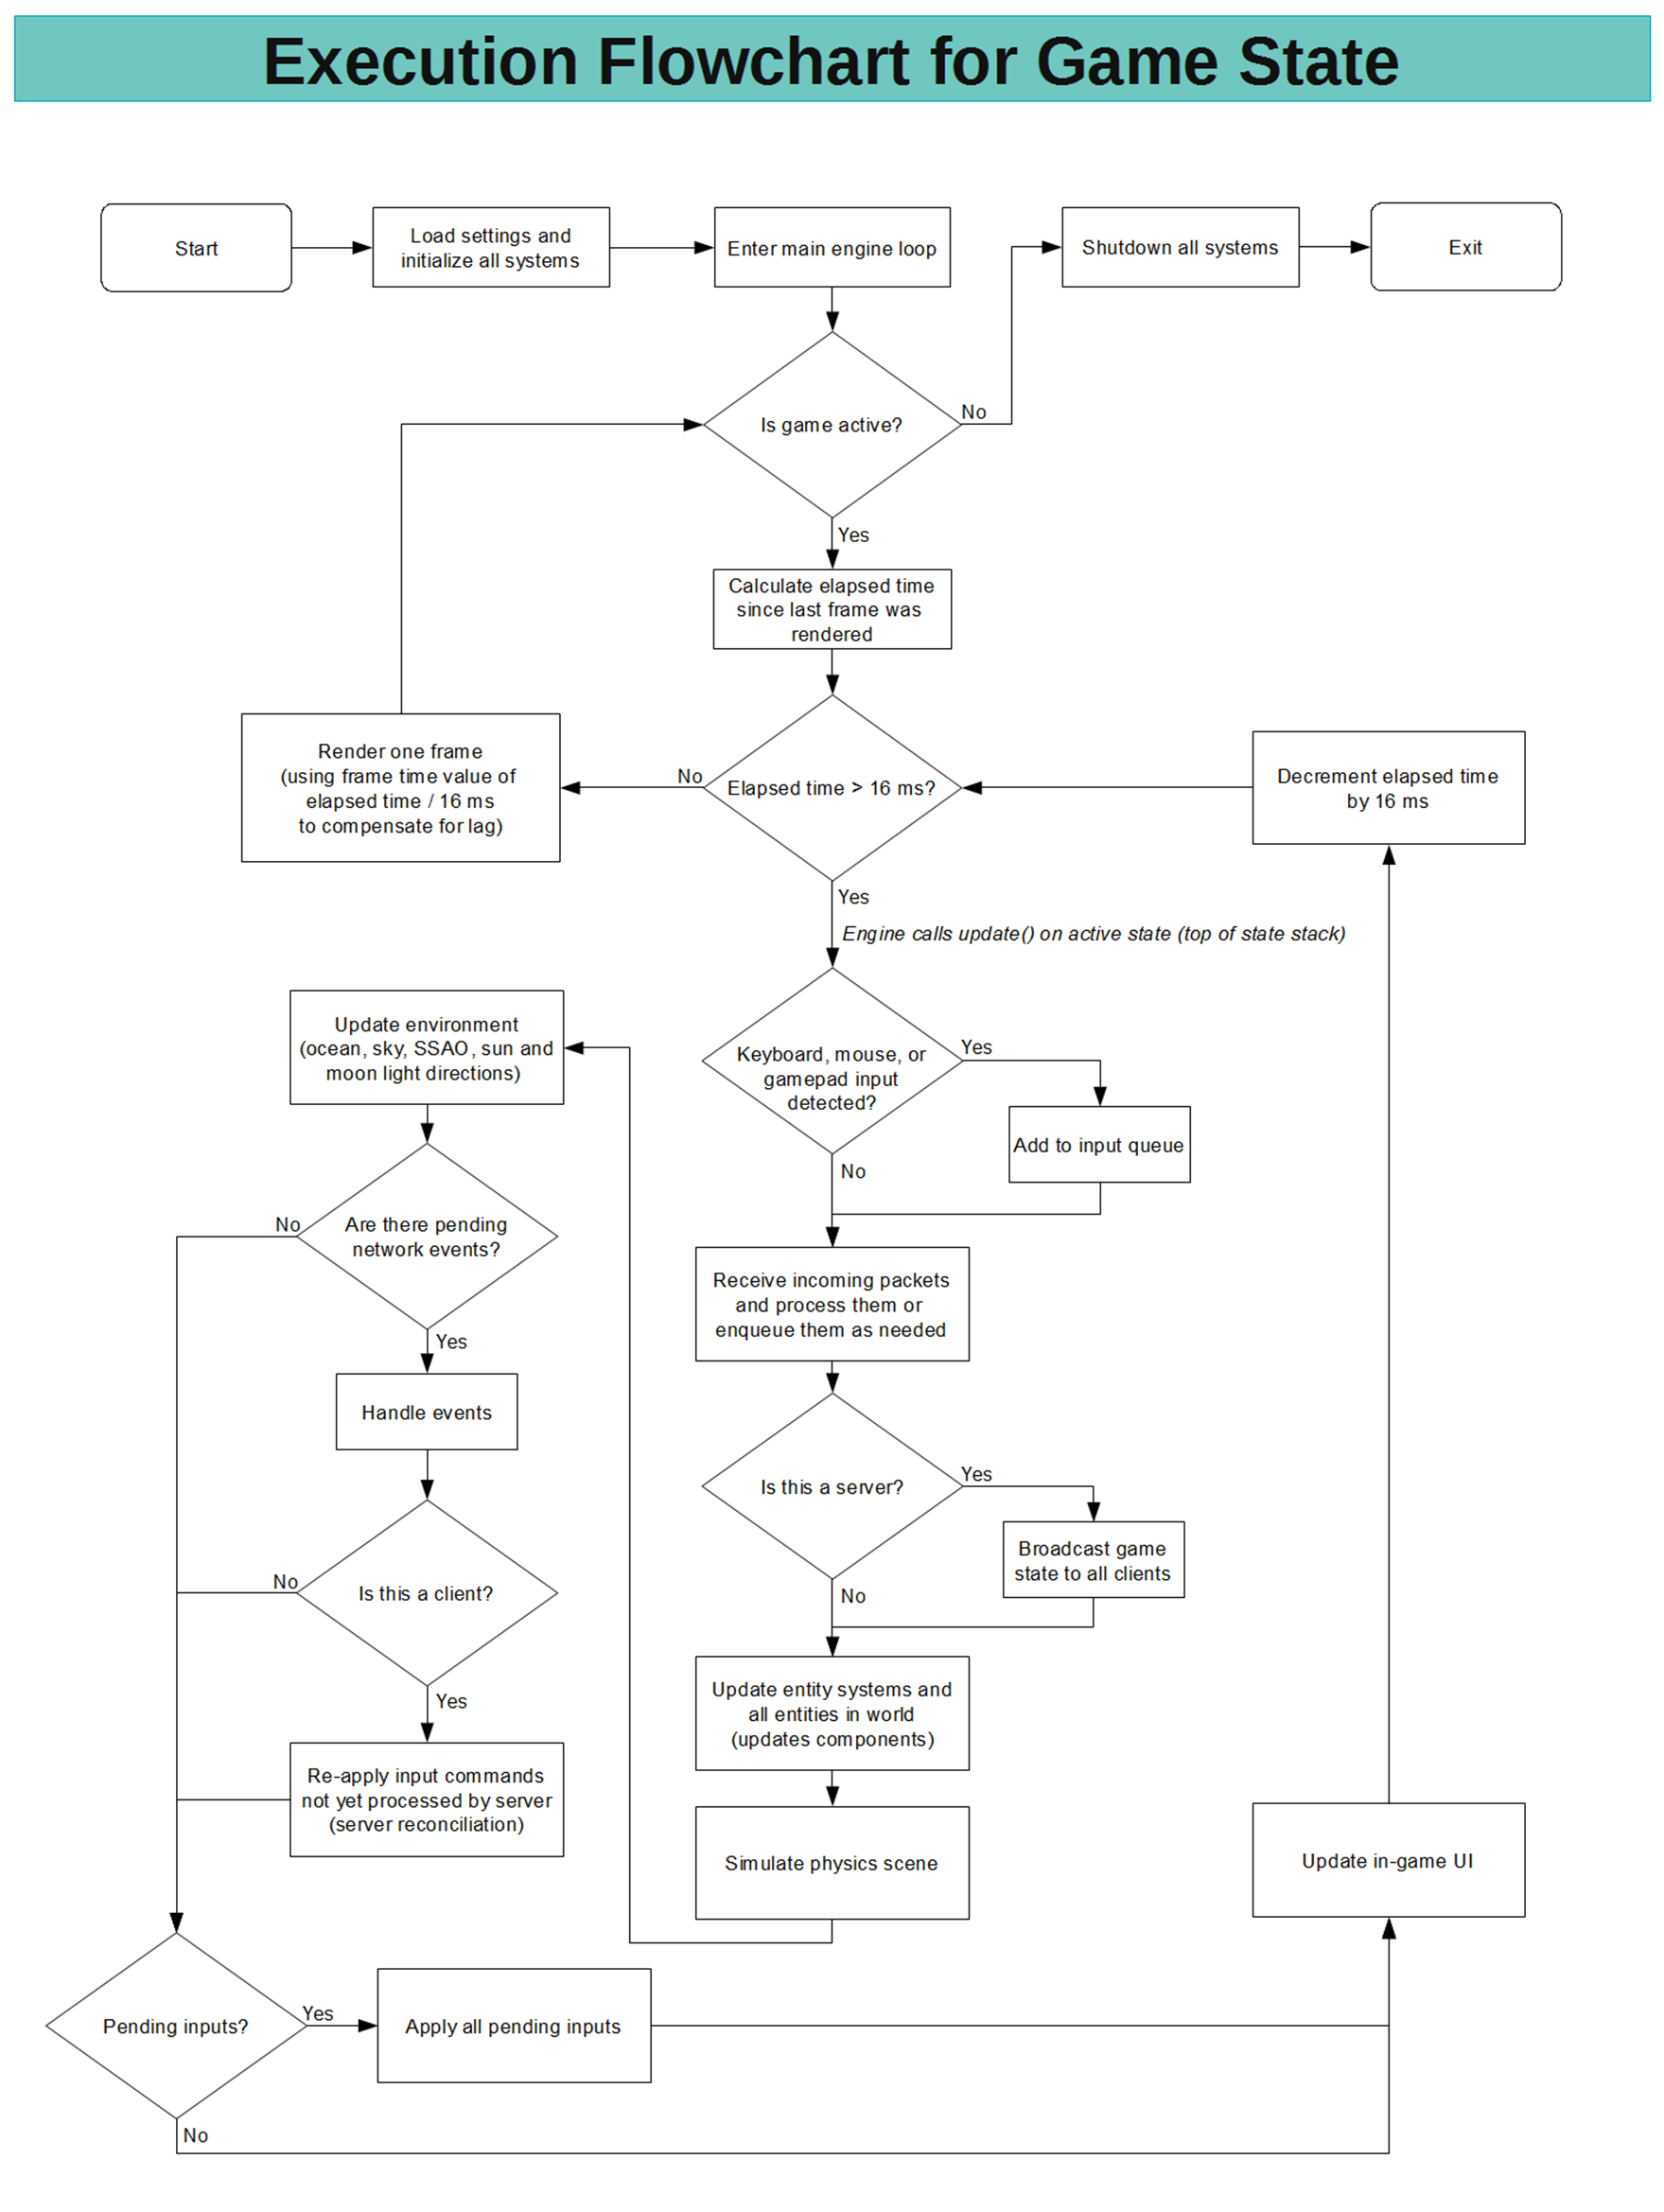 Execution Flowchart for Game State
Start
Load settings and
initialize all systems
Enter main engine loop
Shutdown all systems
Exit
Is game active?
No
Yes
Calculate elapsed time
since last frame was
rendered
Render one frame
(using frame time value of
elapsed time / 16 ms
to compensate for lag)
No
Elapsed time > 16 ms?
Decrement elapsed time
by 16 ms
Yes
Engine calls update() on active state (top of state stack)
Keyboard, mouse, or
gamepad input
detected?
Yes
Add to input queue
No
Receive incoming packets
and process them or
enqueue them as needed
Is this a server?
Yes
Broadcast game
state to all clients
No
Update entity systems and
all entities in world
(updates components)
Simulate physics scene
Update environment
(ocean, sky, SSAO, sun and
moon light directions)
Are there pending
network events?
No
Yes
Handle events
Is this a client?
No
Yes
Re-apply input commands
not yet processed by server
(server reconciliation)
Pending inputs?
Yes
Apply all pending inputs
No
Update in-game UI